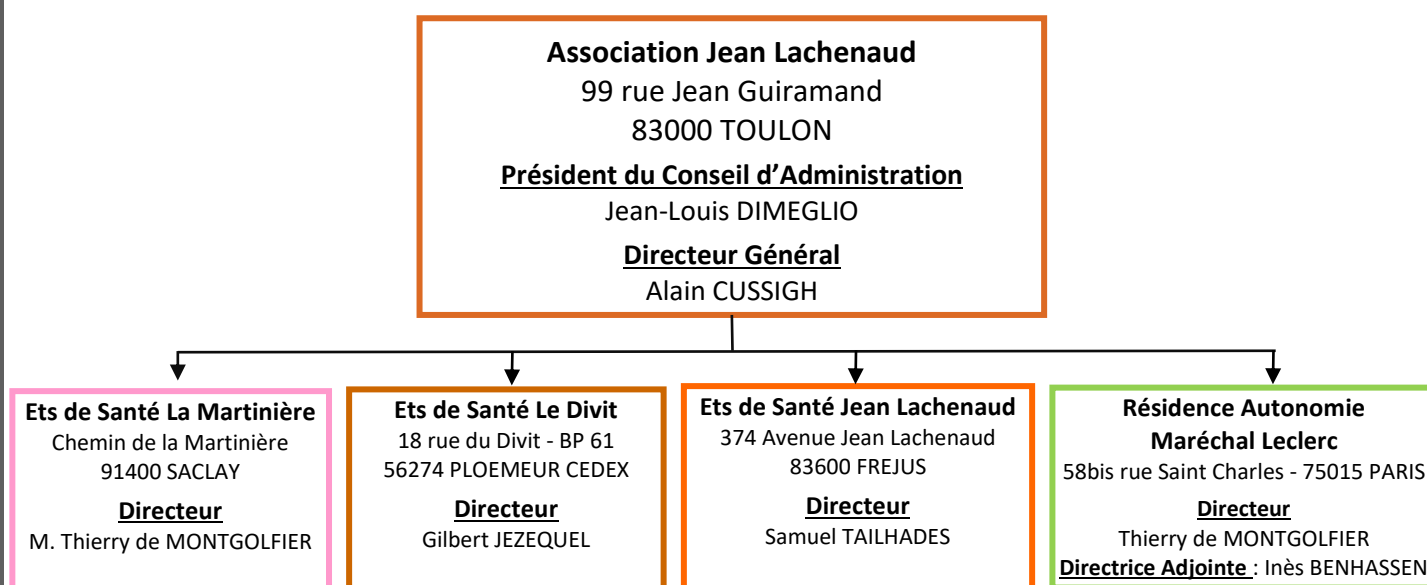 Association Jean Lachenaud
99 rue Jean Guiramand
83000 TOULON
Président du Conseil d’Administration
Jean-Louis DIMEGLIO
Directeur Général
Alain CUSSIGH
Ets de Santé La Martinière
Chemin de la Martinière
91400 SACLAY
Directeur
M. Thierry de MONTGOLFIER
Ets de Santé Le Divit
18 rue du Divit - BP 61
56274 PLOEMEUR CEDEX
Directeur
Gilbert JEZEQUEL
Ets de Santé Jean Lachenaud
374 Avenue Jean Lachenaud
83600 FREJUS
Directeur
Samuel TAILHADES
Résidence Autonomie
Maréchal Leclerc
58bis rue Saint Charles - 75015 PARIS
Directeur
Thierry de MONTGOLFIER
Directrice Adjointe : Inès BENHASSEN